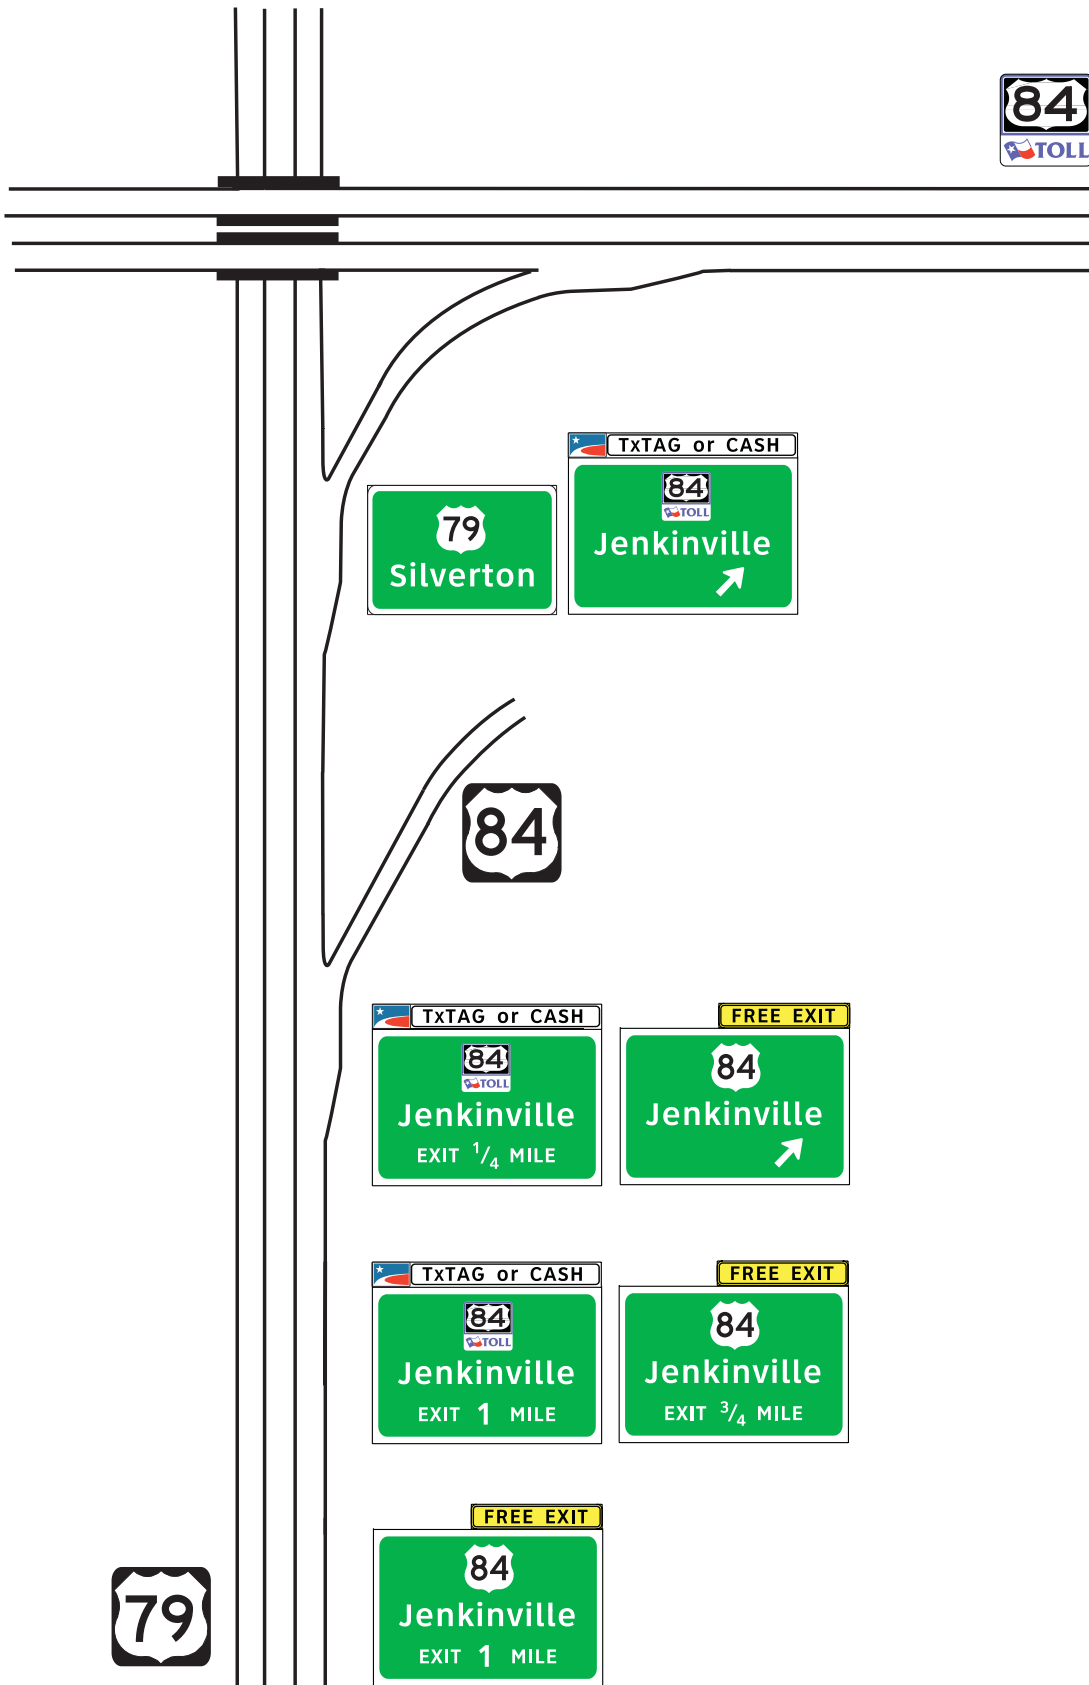 84
TOLL
TxTAG or CASH
84
TOLL
Jenkinville
79
Silverton
84
TxTAG or CASH
84
TOLL
Jenkinville
EXIT 1/4 MILE
FREE EXIT
84
Jenkinville
TxTAG or CASH
84
TOLL
Jenkinville
EXIT 1 MILE
FREE EXIT
84
Jenkinville
EXIT 3/4 MILE
FREE EXIT
84
Jenkinville
EXIT 1 MILE
79